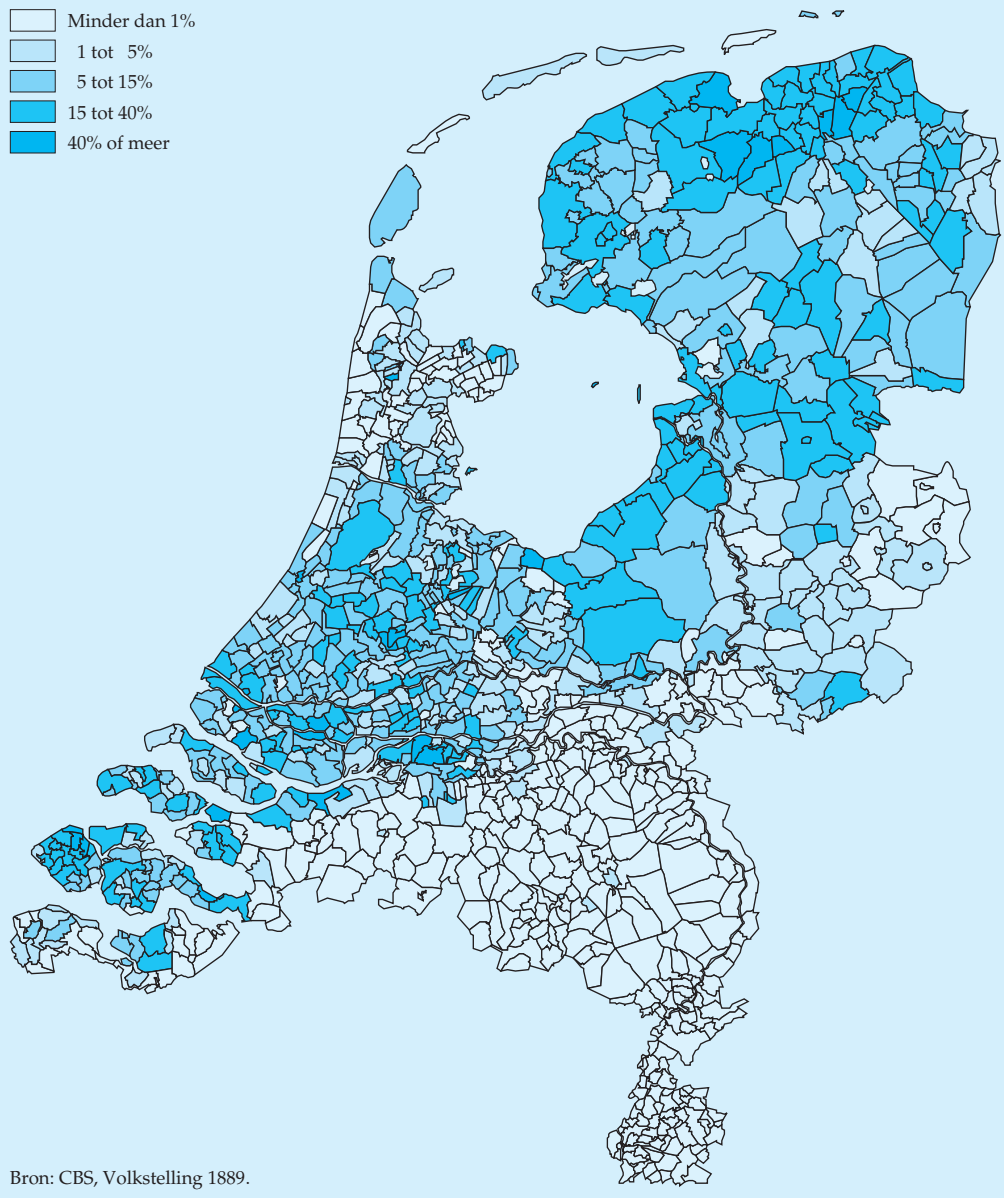 Minder dan 1%
1 tot 5%
5 tot 15%
15 tot 40%
40% of meer
Bron: CBS, Volkstelling 1889.